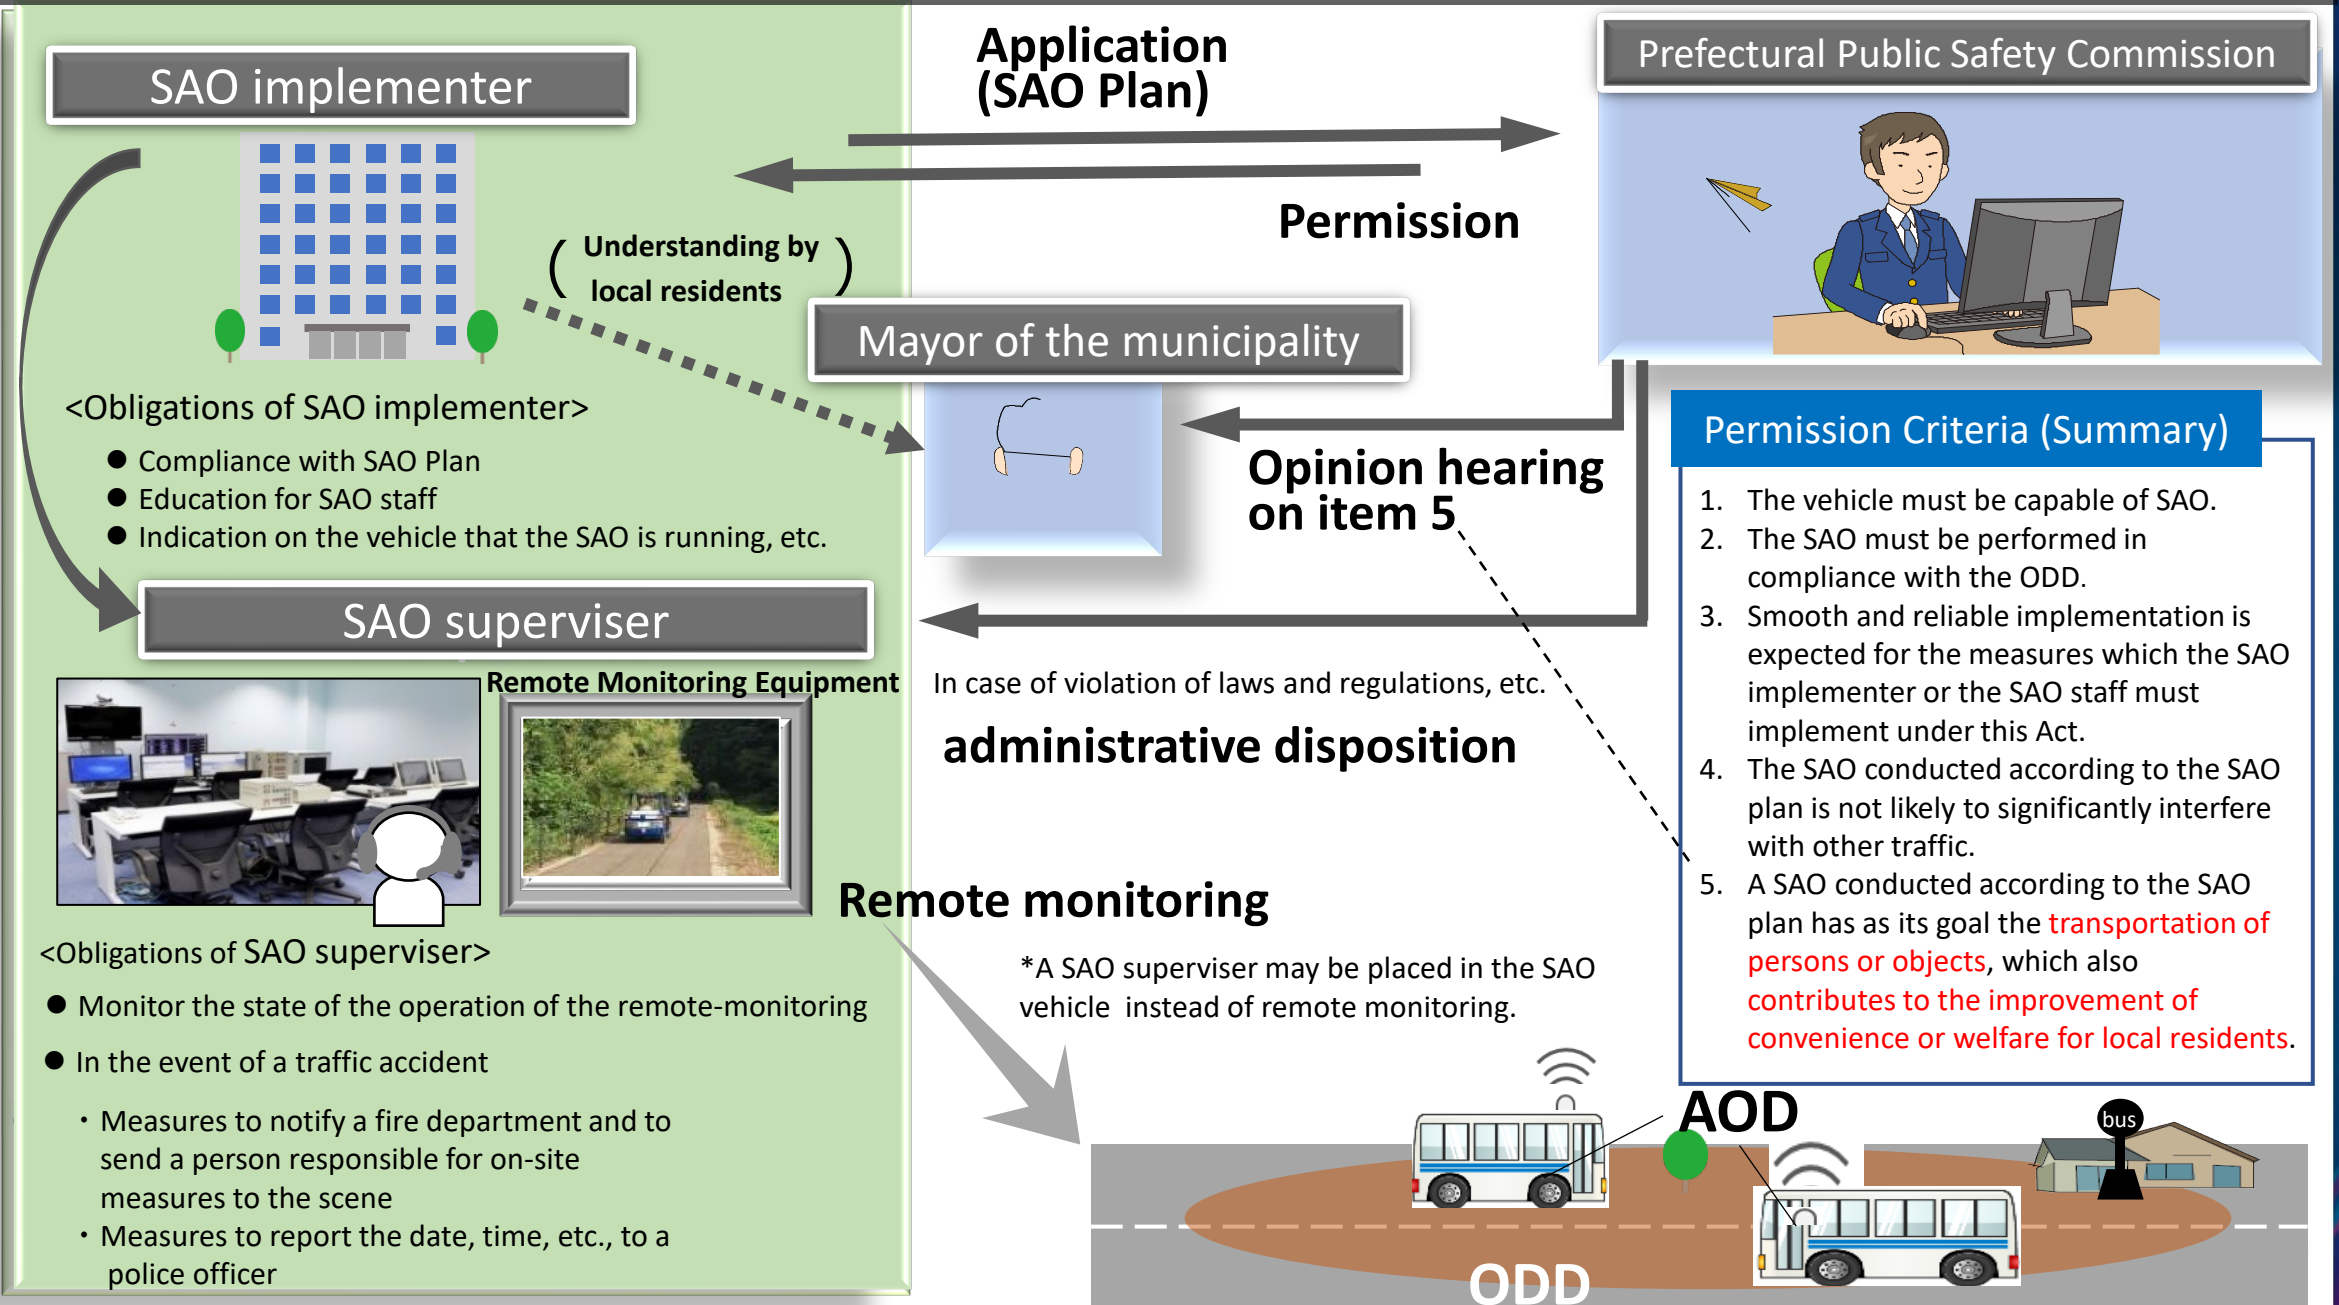 SAO implementer
Application
(SAO Plan)
Prefectural Public Safety Commission
Permission
( Understanding by
local residents )
Mayor of the municipality
<Obligations of SAO implementer>
● Compliance with SAO Plan
● Education for SAO staff
● Indication on the vehicle that the SAO is running, etc.
Opinion hearing
on item 5
Permission Criteria (Summary)
1. The vehicle must be capable of SAO.
2. The SAO must be performed in
compliance with the ODD.
3. Smooth and reliable implementation is
expected for the measures which the SAO
implementer or the SAO staff must
implement under this Act.
4. The SAO conducted according to the SAO
plan is not likely to significantly interfere
with other traffic.
5. A SAO conducted according to the SAO
plan has as its goal the transportation of
persons or objects, which also
contributes to the improvement of
convenience or welfare for local residents.
SAO superviser
Remote Monitoring Equipment
In case of violation of laws and regulations, etc.
administrative disposition
Remote monitoring
*A SAO superviser may be placed in the SAO
vehicle instead of remote monitoring.
<Obligations of SAO superviser>
● Monitor the state of the operation of the remote-monitoring
● In the event of a traffic accident
・Measures to notify a fire department and to
send a person responsible for on-site
measures to the scene
・Measures to report the date, time, etc., to a
police officer
AOD
bus
ODD